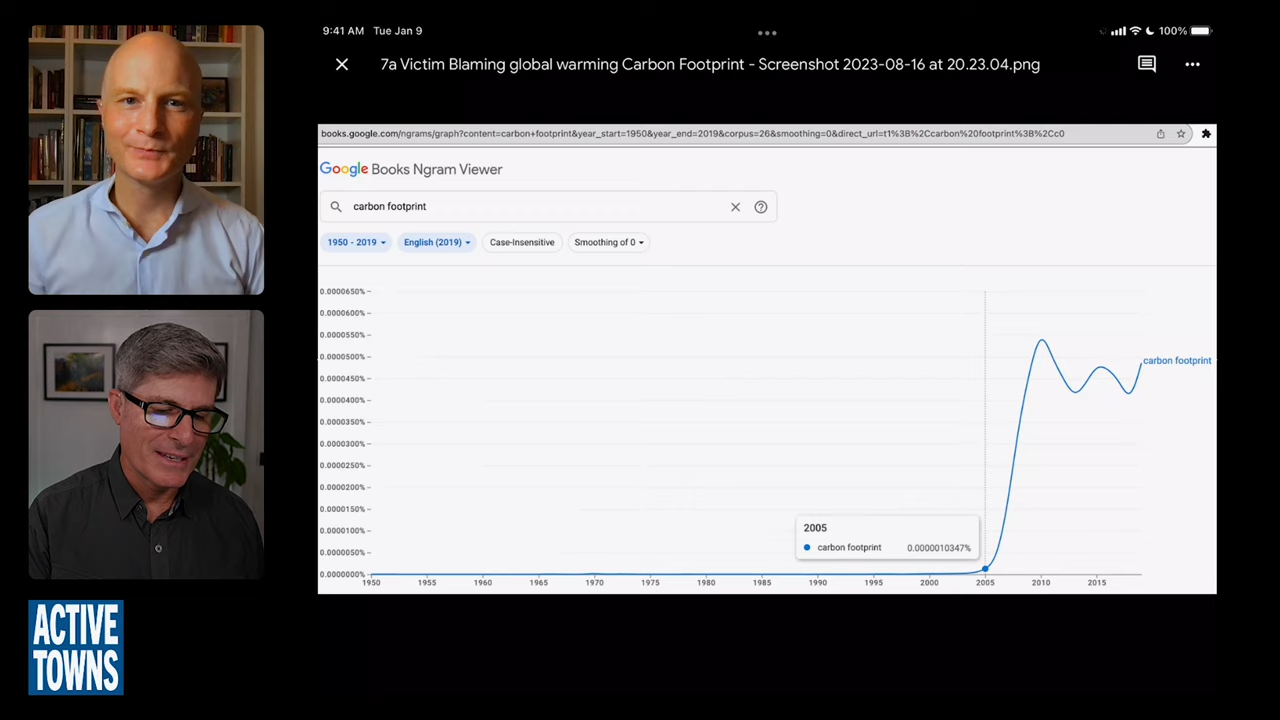 9:41 AM Tue Jan 9
100%
7a Victim Blaming global warming Carbon Footprint - Screenshot 2023-08-16 at 20.23.04.png
books.google.com/ngrams/graph?content=carbon+footprint&year_start=1950&year_end=2019&corpus=26&smoothing=0&direct_url=t1%3B%2Ccarbon%20footprint%3B%2Cc0
Google Books Ngram Viewer
carbon footprint
1950 - 2019
English (2019)
Case-Insensitive
Smoothing of 0
0.0000650%
0.0000600%
0.0000550%
0.0000500%
0.0000450%
0.0000400%
0.0000350%
0.0000300%
0.0000250%
0.0000200%
0.0000150%
0.0000100%
0.0000050%
0.0000000%
carbon footprint
2005
carbon footprint 0.0000010347%
1950 1955 1960 1965 1970 1975 1980 1985 1990 1995 2000 2005 2010 2015
ACTIVE
TOWNS